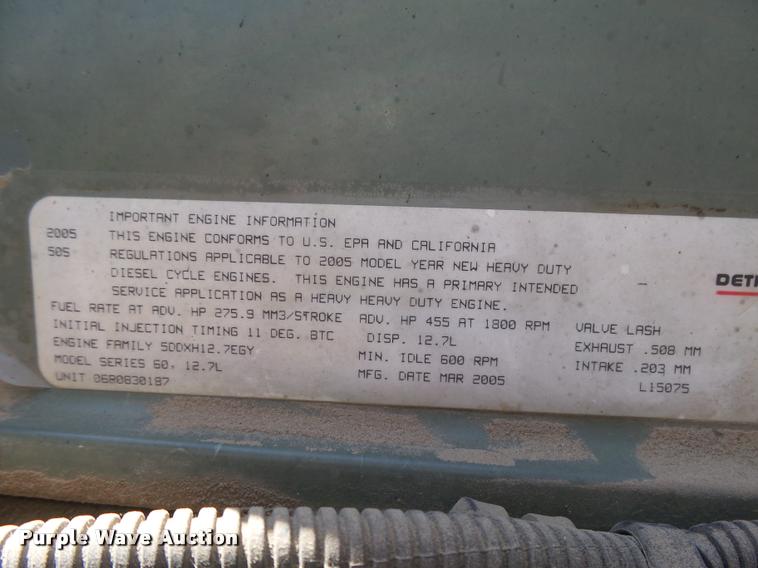 IMPORTANT ENGINE INFORMATION
2005 THIS ENGINE CONFORMS TO U.S. EPA AND CALIFORNIA
50S REGULATIONS APPLICABLE TO 2005 MODEL YEAR NEW HEAVY DUTY
DIESEL CYCLE ENGINES. THIS ENGINE HAS A PRIMARY INTENDED
SERVICE APPLICATION AS A HEAVY HEAVY DUTY ENGINE.
FUEL RATE AT ADV. HP 275.9 MM3/STROKE ADV. HP 455 AT 1800 RPM VALVE LASH
INITIAL INJECTION TIMING 11 DEG. BTC DISP. 12.7L EXHAUST .508 MM
ENGINE FAMILY 5DDXH12.7EGY MIN. IDLE 600 RPM INTAKE .203 MM
MODEL SERIES 60, 12.7L MFG. DATE MAR 2005 L15075
UNIT 06R0830187
DETR
Purple Wave Auction